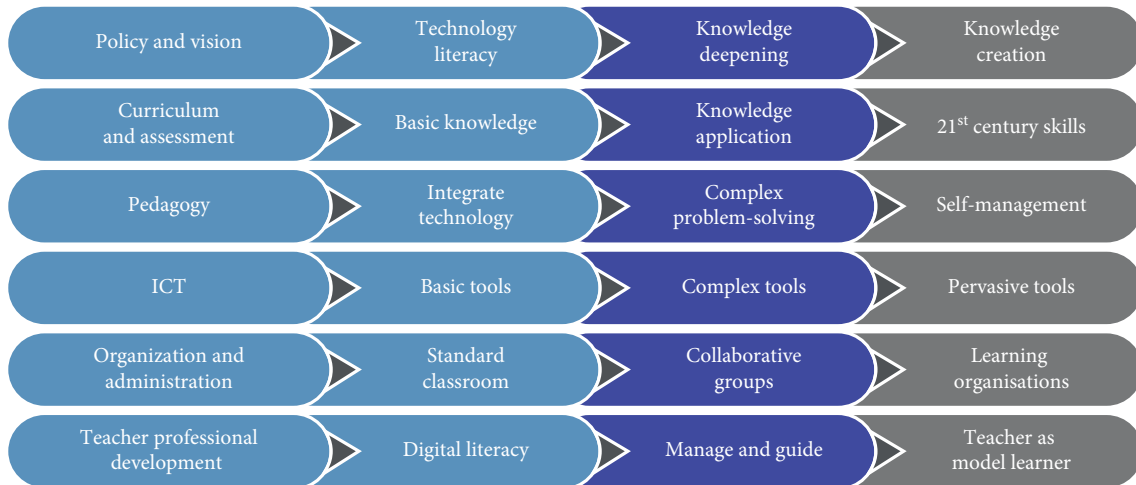 Policy and vision
Technology
literacy
Knowledge
deepening
Knowledge
creation
Curriculum
and assessment
Basic knowledge
Knowledge
application
21st century skills
Pedagogy
Integrate
technology
Complex
problem-solving
Self-management
ICT
Basic tools
Complex tools
Pervasive tools
Organization and
administration
Standard
classroom
Collaborative
groups
Learning
organisations
Teacher professional
development
Digital literacy
Manage and guide
Teacher as
model learner